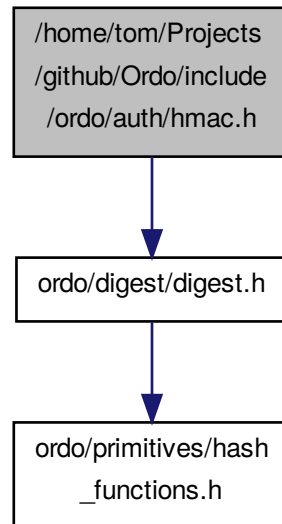 /home/tom/Projects
/github/Ordo/include
/ordo/auth/hmac.h
ordo/digest/digest.h
ordo/primitives/hash
_functions.h